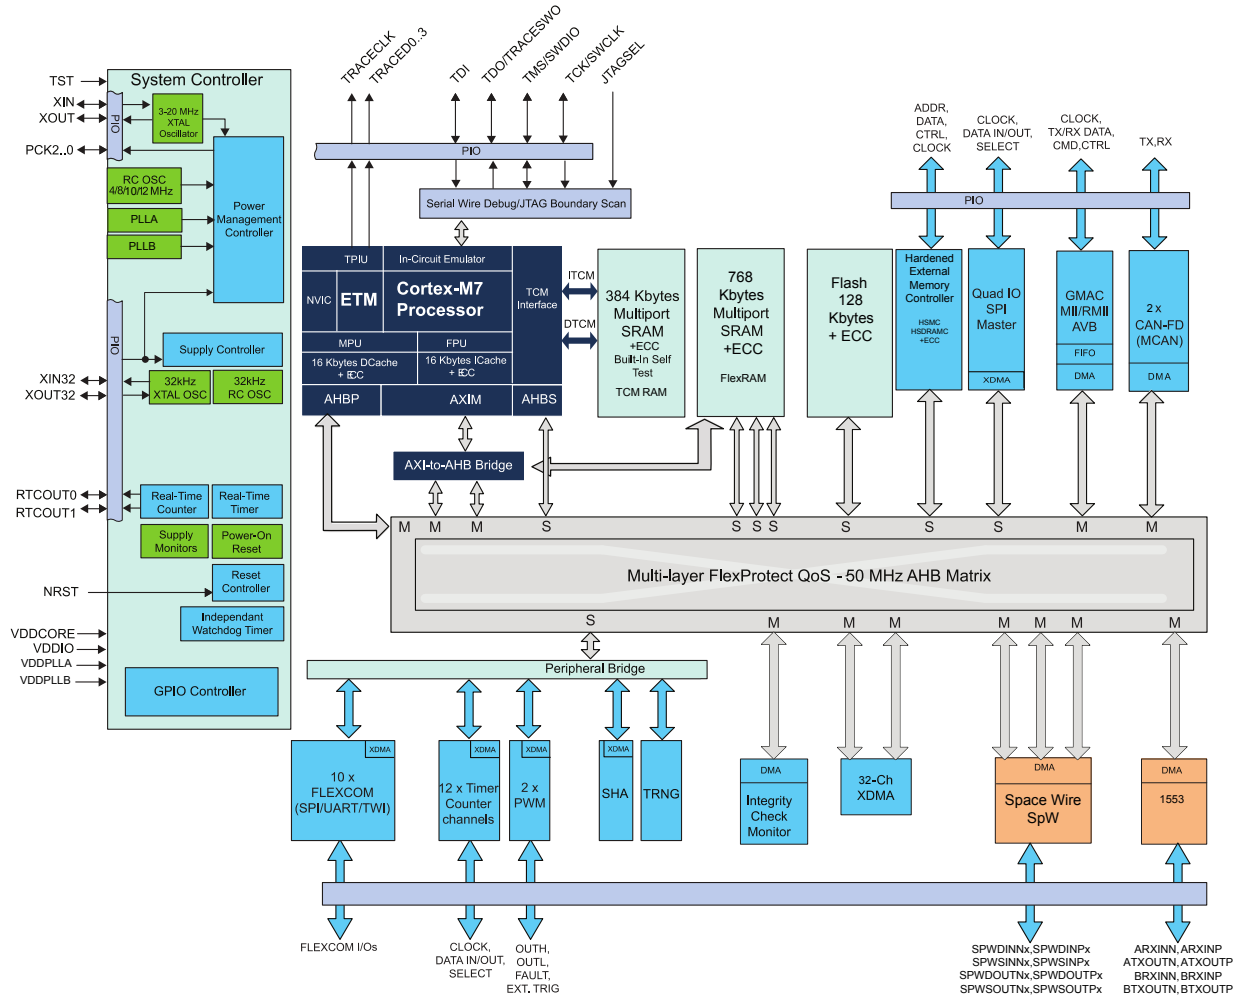 TRACECLK
TRACED0..3
TDI
TDO/TRACESWO
TMS/SWDIO
TCK/SWCLK
JTAGSEL
System Controller
TST
XIN
XOUT
PCK2..0
PIO
3-20 MHz
XTAL
Oscillator
RC OSC
4/8/10/12 MHz
PLLA
PLLB
Power
Management
Controller
PIO
Supply Controller
XIN32
XOUT32
32kHz
XTAL OSC
32kHz
RC OSC
RTCOUT0
RTCOUT1
Real-Time
Counter
Real-Time
Timer
Supply
Monitors
Power-On
Reset
NRST
Reset
Controller
Independant
Watchdog Timer
VDDCORE
VDDIO
VDDPLLA
VDDPLLB
GPIO Controller
PIO
Serial Wire Debug/JTAG Boundary Scan
TPIU
In-Circuit Emulator
NVIC
ETM
Cortex-M7
Processor
TCM
Interface
MPU
FPU
16 Kbytes DCache
+ ECC
16 Kbytes ICache
+ ECC
AHBP
AXIM
AHBS
ITCM
DTCM
384 Kbytes
Multiport
SRAM
+ECC
Built-In Self
Test
TCM RAM
768
Kbytes
Multiport
SRAM
+ECC
FlexRAM
Flash
128
Kbytes
+ ECC
ADDR,
DATA,
CTRL,
CLOCK
CLOCK,
DATA IN/OUT,
SELECT
CLOCK,
TX/RX DATA,
CMD,CTRL
TX,RX
PIO
Hardened
External
Memory
Controller
HSMC
HSDRAMC
+ECC
Quad IO
SPI
Master
XDMA
GMAC
MII/RMII
AVB
FIFO
DMA
2 x
CAN-FD
(MCAN)
DMA
AXI-to-AHB Bridge
M M M S S S S S S S M M
Multi-layer FlexProtect QoS - 50 MHz AHB Matrix
S M M M M M M M
Peripheral Bridge
XDMA
10 x
FLEXCOM
(SPI/UART/TWI)
XDMA
12 x Timer
Counter
channels
XDMA
2 x
PWM
XDMA
SHA
TRNG
DMA
Integrity
Check
Monitor
32-Ch
XDMA
DMA
Space Wire
SpW
DMA
1553
FLEXCOM I/Os
CLOCK,
DATA IN/OUT,
SELECT
OUTH,
OUTL,
FAULT,
EXT. TRIG
SPWDINNx,SPWDINPx
SPWSINNx,SPWSINPx
SPWDOUTNx,SPWDOUTPx
SPWSOUTNx,SPWSOUTPx
ARXINN, ARXINP
ATXOUTN, ATXOUTP
BRXINN, BRXINP
BTXOUTN, BTXOUTP